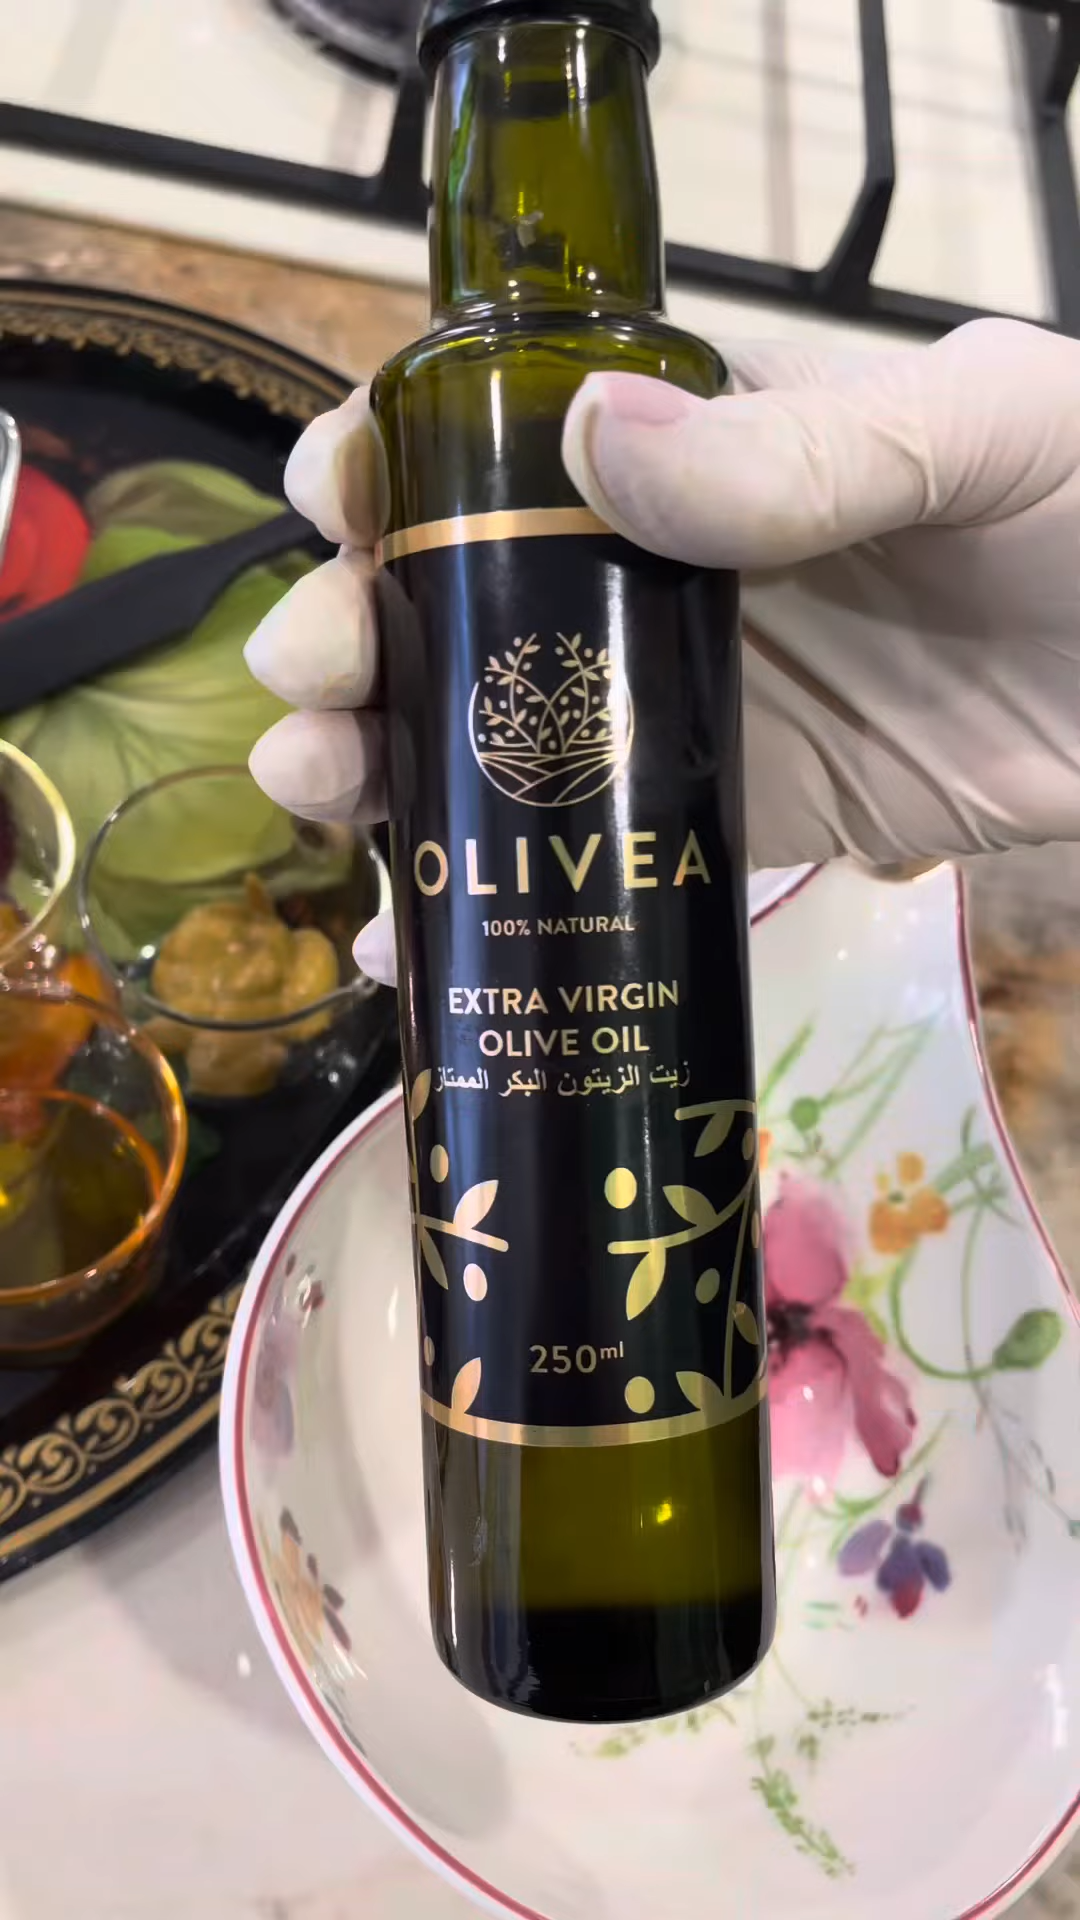 OLIVEA
100% NATURAL
EXTRA VIRGIN
OLIVE OIL
زيت الزيتون البكر الممتاز
250ml